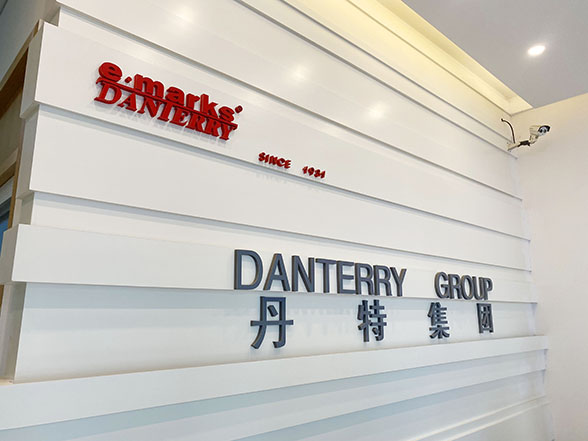 e·marks'
DANTERRY
SINCE 1931
DANTERRY GROUP
丹特集团